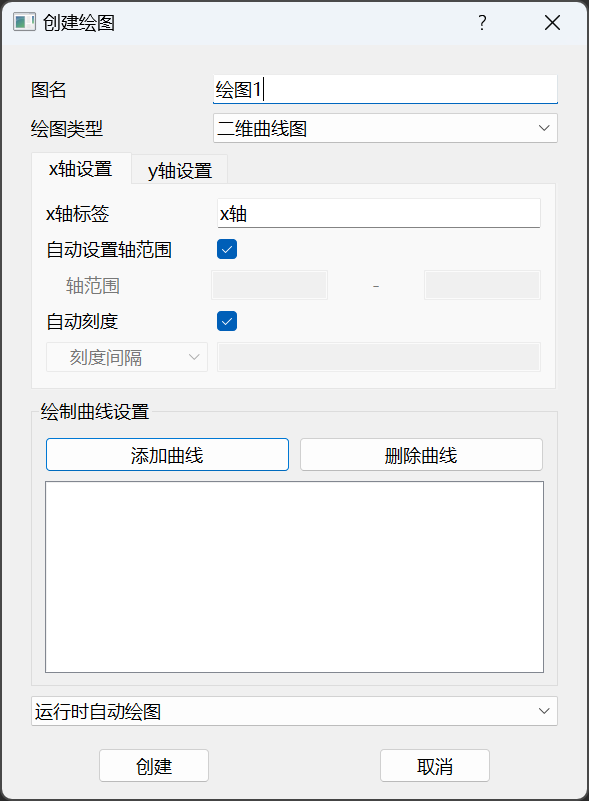 创建绘图
?
图名
绘图1
绘图类型
二维曲线图
x轴设置
y轴设置
x轴标签
x轴
自动设置轴范围
轴范围
-
自动刻度
刻度间隔
绘制曲线设置
添加曲线
删除曲线
运行时自动绘图
创建
取消